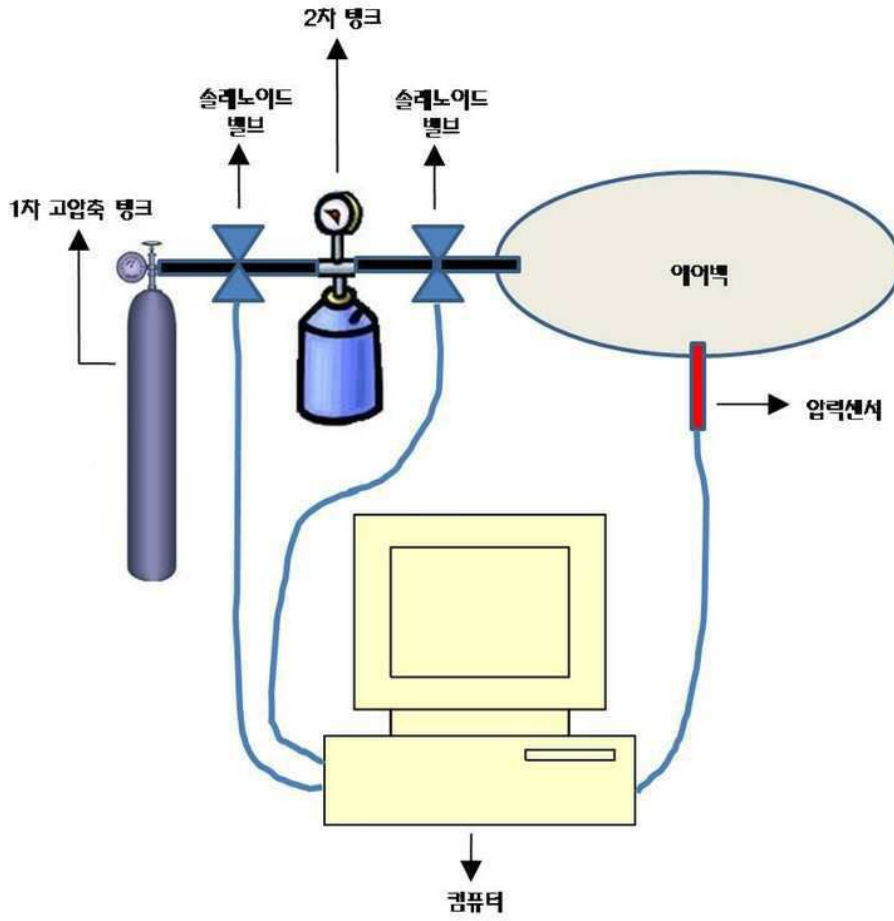 2차 탱크
솔레노이드
밸브
솔레노이드
밸브
1차 고압축 탱크
에어백
압력센서
컴퓨터